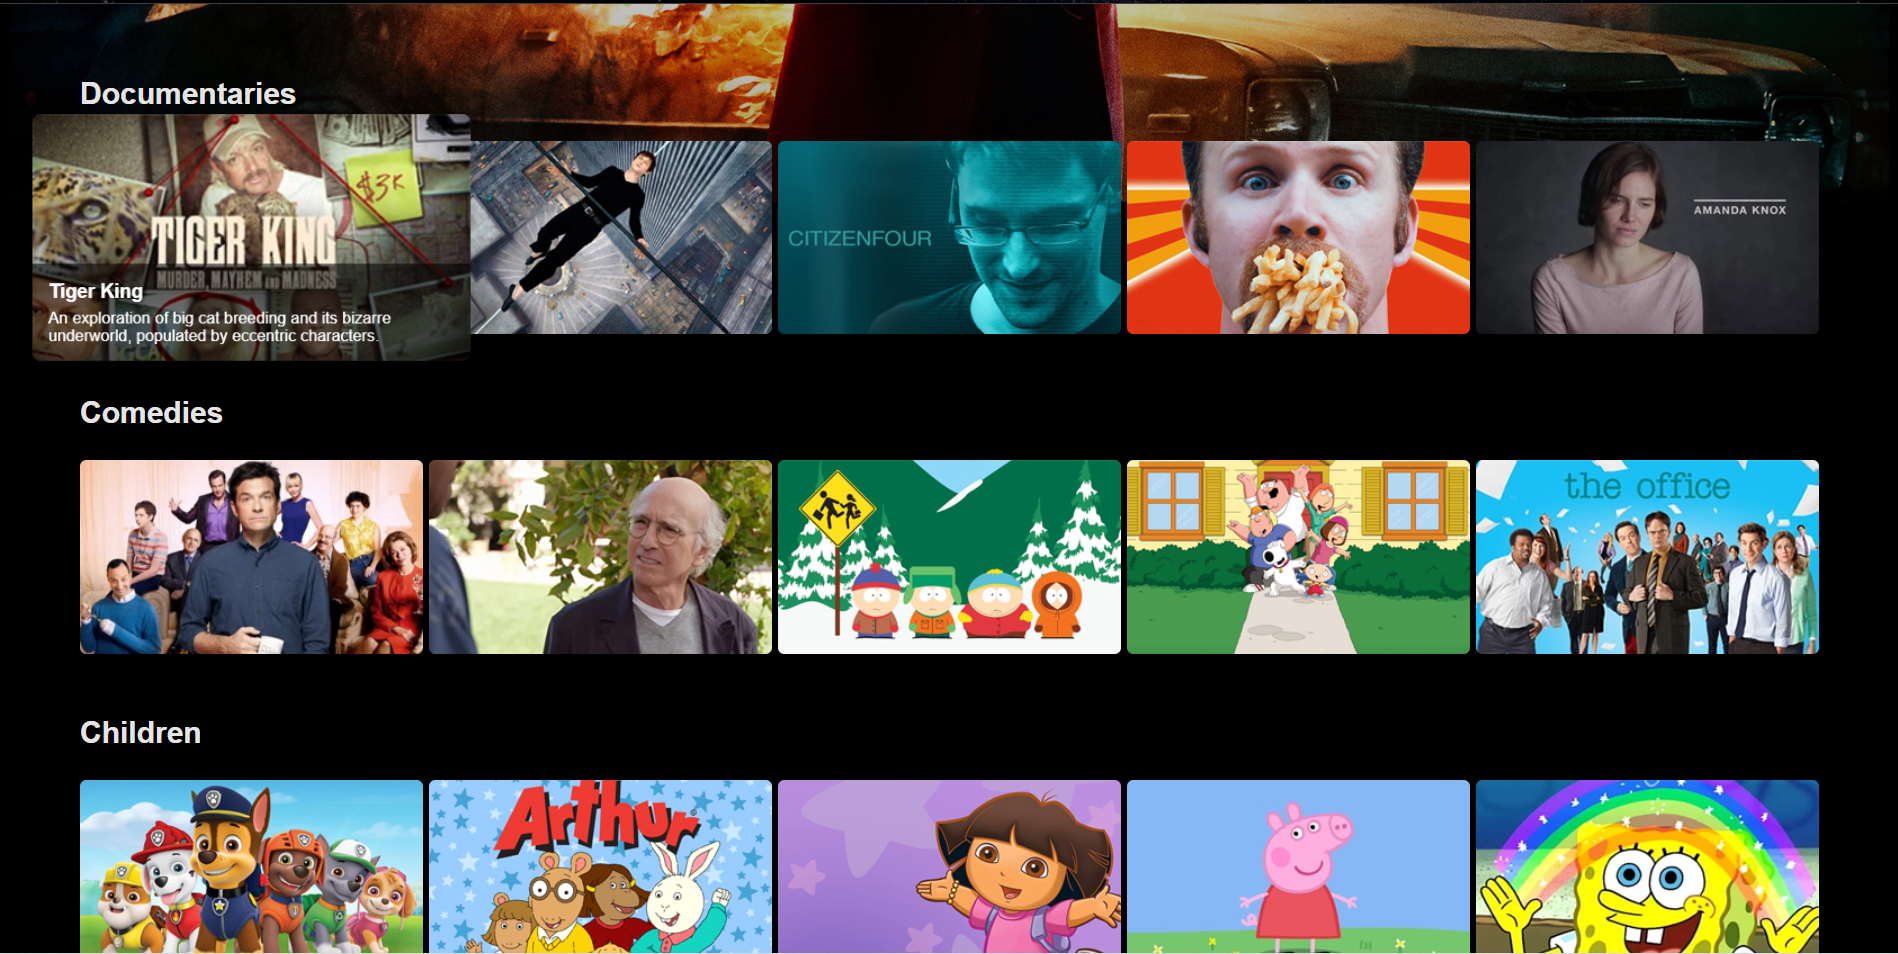 Documentaries
$3K
TIGER KING
MURDER, MAYHEM AND MADNESS
Tiger King
An exploration of big cat breeding and its bizarre
underworld, populated by eccentric characters.
CITIZENFOUR
AMANDA KNOX
Comedies
the office
Children
Arthur